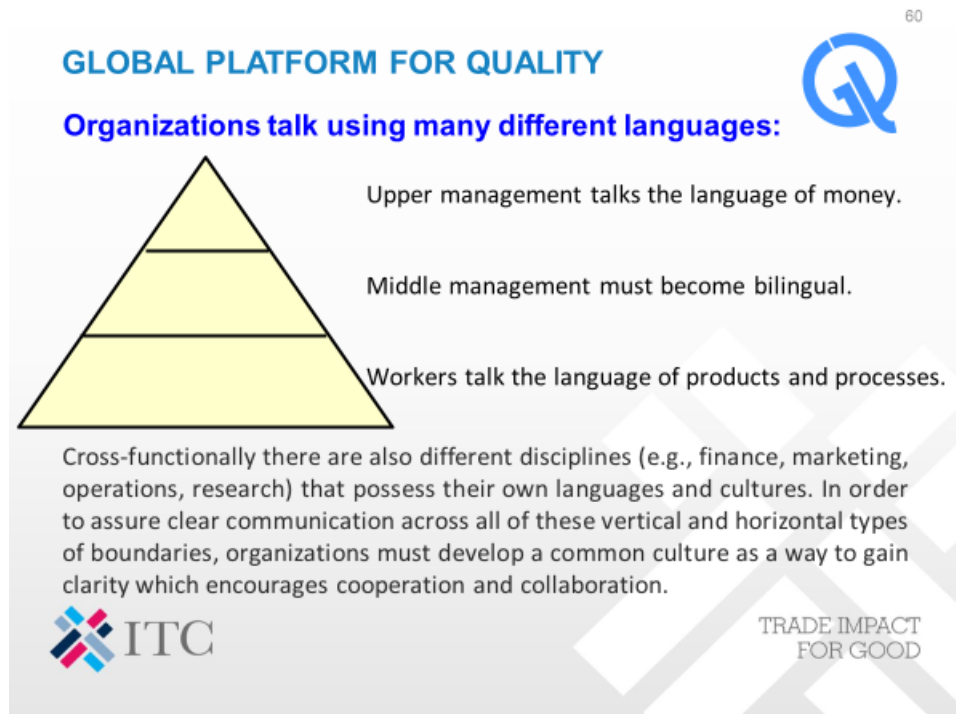 60
GLOBAL PLATFORM FOR QUALITY
Organizations talk using many different languages:
Upper management talks the language of money.
Middle management must become bilingual.
Workers talk the language of products and processes.
Cross-functionally there are also different disciplines (e.g., finance, marketing,
operations, research) that possess their own languages and cultures. In order
to assure clear communication across all of these vertical and horizontal types
of boundaries, organizations must develop a common culture as a way to gain
clarity which encourages cooperation and collaboration.
ITC
TRADE IMPACT
FOR GOOD